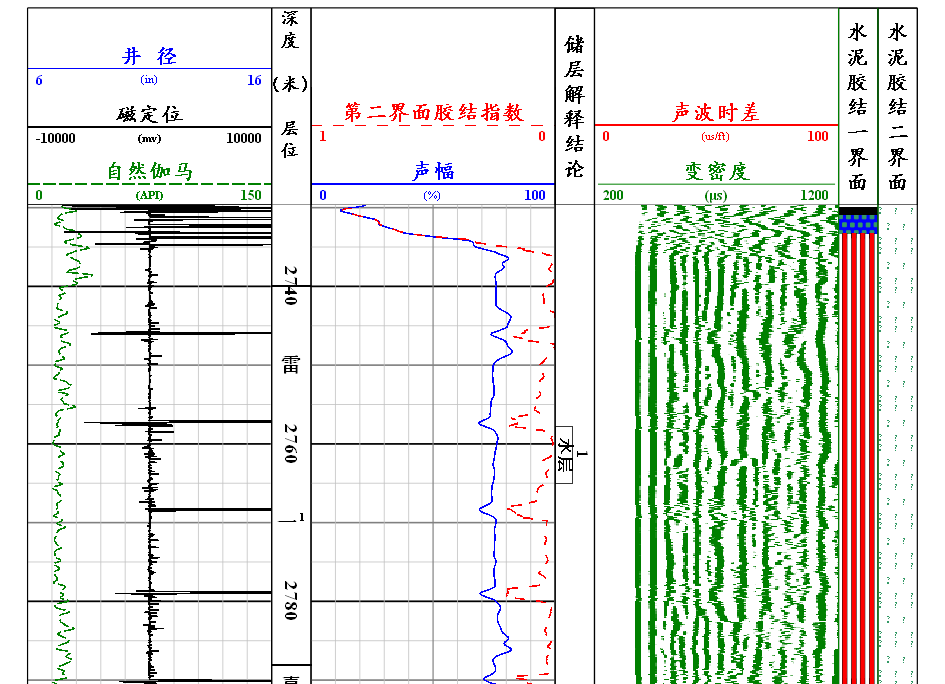 井 径
6 (in) 16
磁定位
-10000 (mv) 10000
自然伽马
0 (API) 150
深度
(米)
层位
第二界面胶结指数
1 0
声幅
0 (%) 100
储层解释结论
声波时差
0 (us/ft) 100
变密度
200 (μs) 1200
水泥胶结一界面
水泥胶结二界面
2740
雷
2760
一1
2780
1
水层